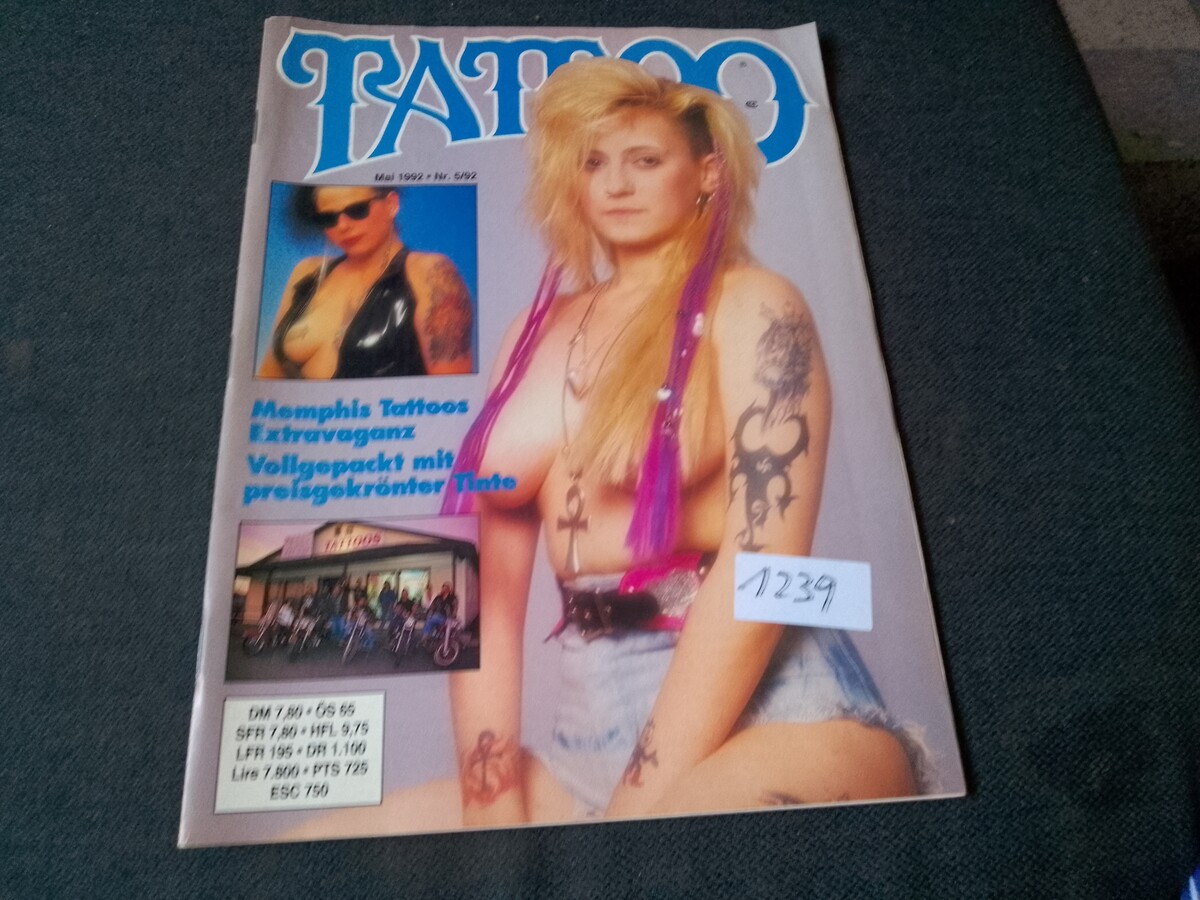 TATTOO
Mai 1992 • Nr. 5/92
Memphis Tattoos
Extravaganz
Vollgepackt mit
preisgekrönter Tinte
TATTOOS
DM 7,80 • ÖS 65
SFR 7,80 • HFL 9,75
LFR 195 • DR 1.100
Lire 7.800 • PTS 725
ESC 750
1239